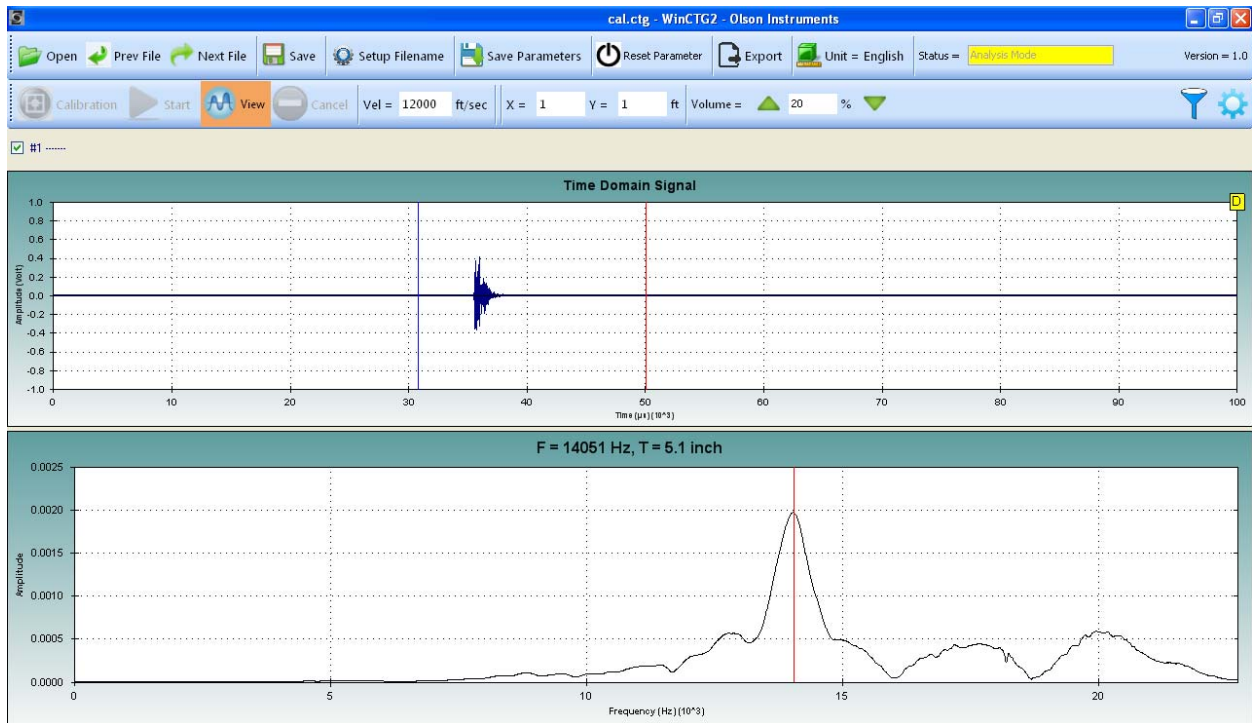 cal.ctg - WinCTG2 - Olson Instruments
Open Prev File Next File Save Setup Filename Save Parameters Reset Parameter Export Unit = English Status = Analysis Mode Version = 1.0
Calibration Start View Cancel Vel = 12000 ft/sec X = 1 Y = 1 ft Volume = 20 %
#1 -------
Time Domain Signal
D
1.0
0.8
0.6
0.4
0.2
0.0
-0.2
-0.4
-0.6
-0.8
-1.0
Amplitude (Volt)
0 10 20 30 40 50 60 70 80 90 100
Time (µs) (10^3)
F = 14051 Hz, T = 5.1 inch
0.0025
0.0020
0.0015
0.0010
0.0005
0.0000
Amplitude
0 5 10 15 20
Frequency (Hz) (10^3)